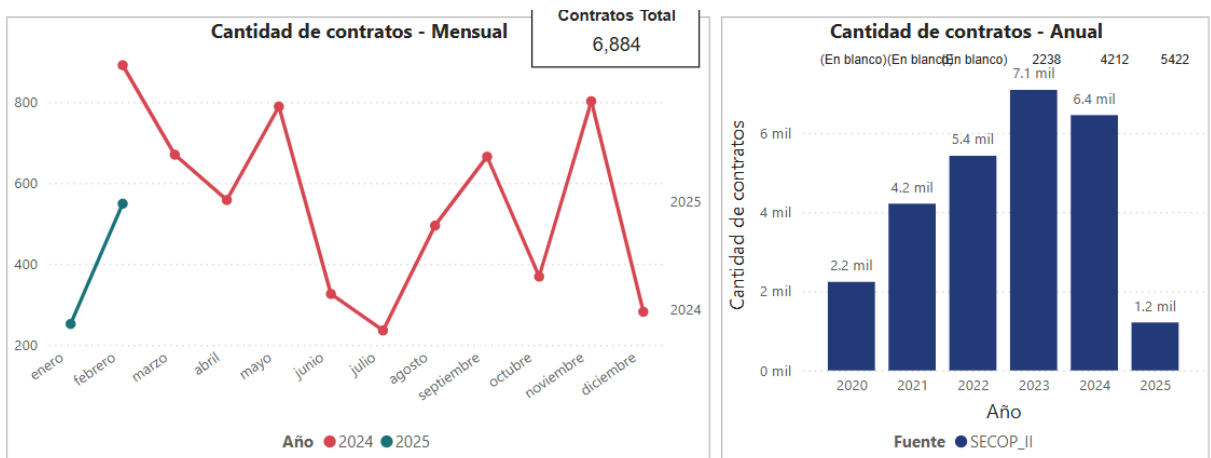 Cantidad de contratos - Mensual
Contratos Total
6,884
800
600
400
200
2025
2024
enero
febrero
marzo
abril
mayo
junio
julio
agosto
septiembre
octubre
noviembre
diciembre
Año 2024 2025
Cantidad de contratos - Anual
(En blanco) (En blanco) (En blanco) 2238 4212 5422
Cantidad de contratos
6 mil
4 mil
2 mil
0 mil
2.2 mil
4.2 mil
5.4 mil
7.1 mil
6.4 mil
1.2 mil
2020 2021 2022 2023 2024 2025
Año
Fuente SECOP_II